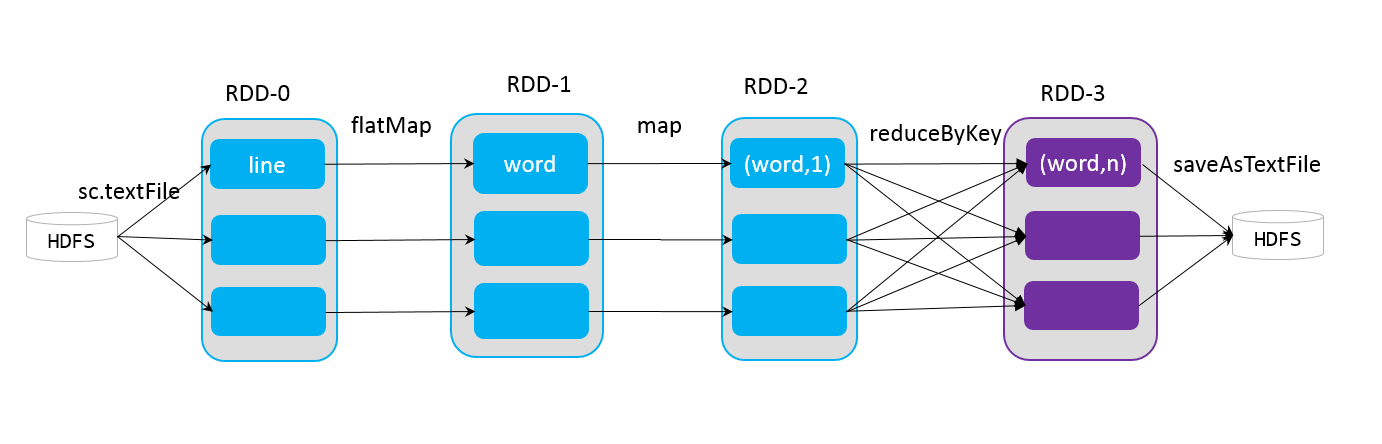 RDD-0
RDD-1
RDD-2
RDD-3
flatMap
map
reduceByKey
sc.textFile
line
word
(word,1)
(word,n)
saveAsTextFile
HDFS
HDFS